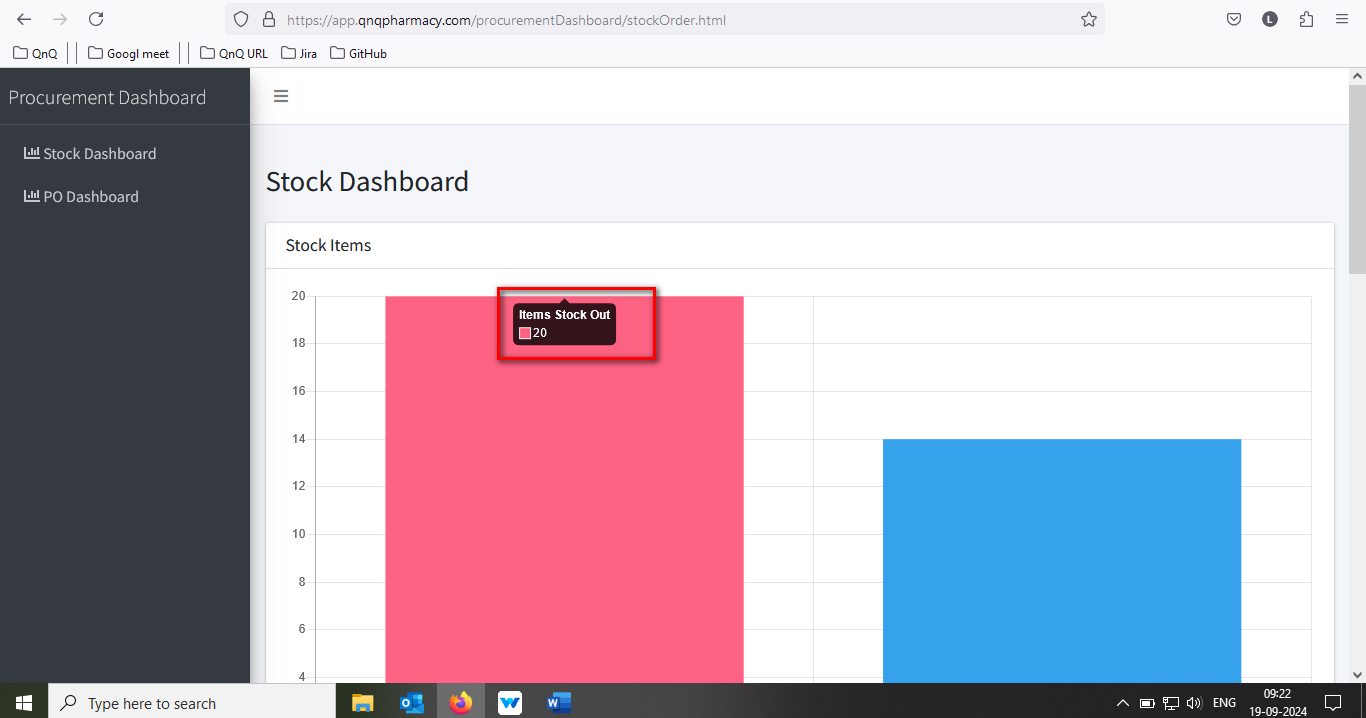 https://app.qnqpharmacy.com/procurementDashboard/stockOrder.html
L
QnQ
Googl meet
QnQ URL
Jira
GitHub
Procurement Dashboard
Stock Dashboard
PO Dashboard
Stock Dashboard
Stock Items
20
18
16
14
12
10
8
6
4
Items Stock Out
20
Type here to search
ENG
09:22
19-09-2024